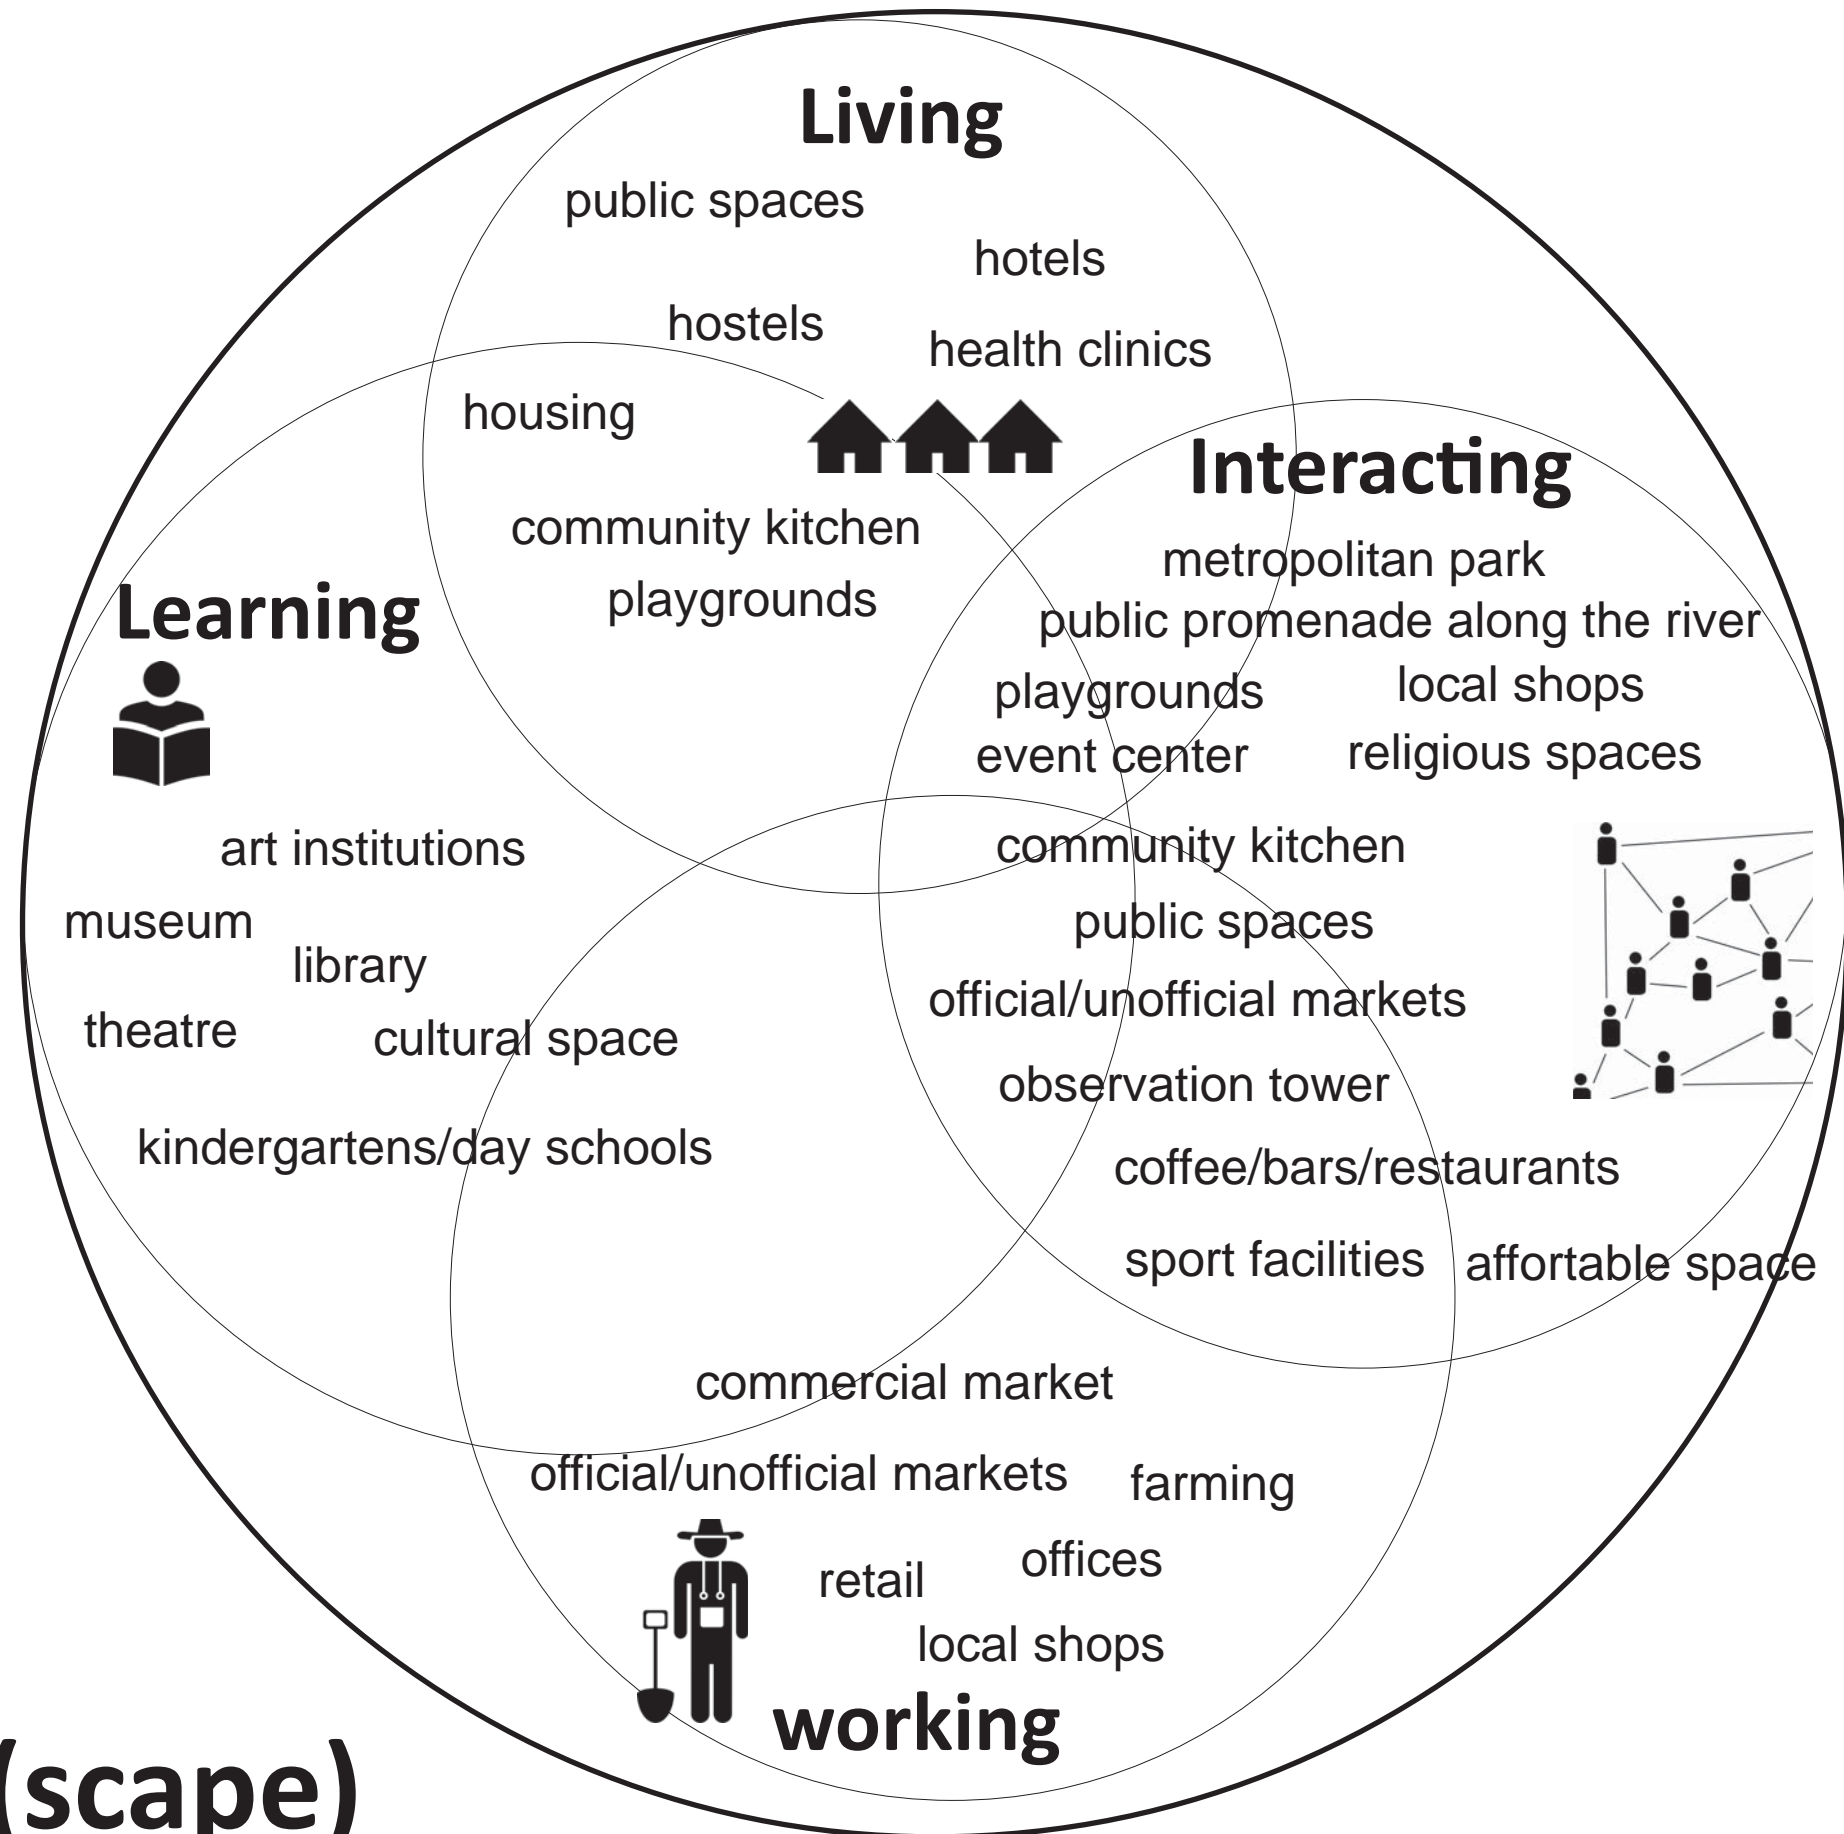 Living
public spaces
hotels
hostels
health clinics
housing
community kitchen
playgrounds
Interacting
metropolitan park
public promenade along the river
playgrounds
local shops
event center
religious spaces
community kitchen
public spaces
official/unofficial markets
observation tower
coffee/bars/restaurants
sport facilities
affortable space
Learning
art institutions
museum
library
theatre
cultural space
kindergartens/day schools
commercial market
official/unofficial markets
farming
retail
offices
local shops
working
(scape)